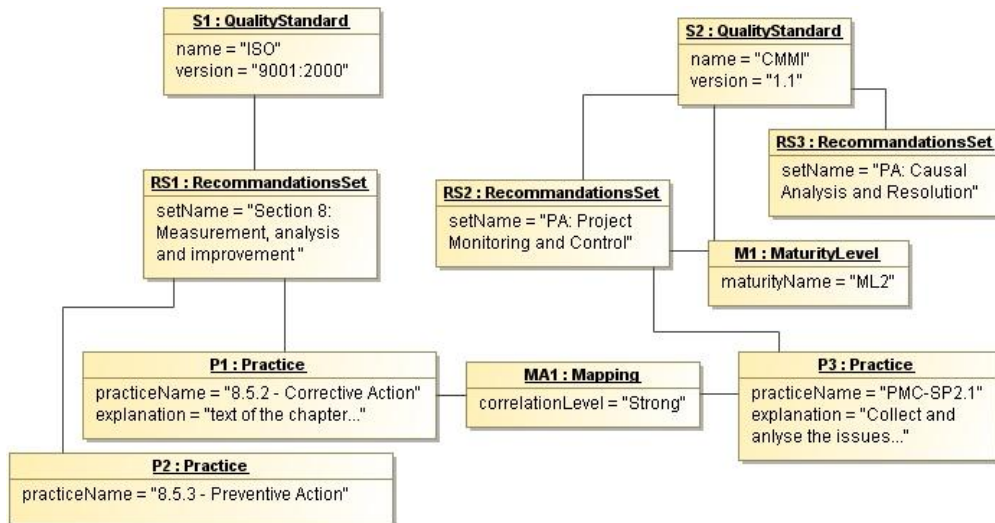 S1 : QualityStandard
name = "ISO"
version = "9001:2000"
S2 : QualityStandard
name = "CMMI"
version = "1.1"
RS3 : RecommandationsSet
setName = "PA: Causal
Analysis and Resolution"
RS1 : RecommandationsSet
setName = "Section 8:
Measurement, analysis
and improvement "
RS2 : RecommandationsSet
setName = "PA: Project
Monitoring and Control"
M1 : MaturityLevel
maturityName = "ML2"
P1 : Practice
practiceName = "8.5.2 - Corrective Action"
explanation = "text of the chapter..."
MA1 : Mapping
correlationLevel = "Strong"
P3 : Practice
practiceName = "PMC-SP2.1"
explanation = "Collect and
anlyse the issues..."
P2 : Practice
practiceName = "8.5.3 - Preventive Action"